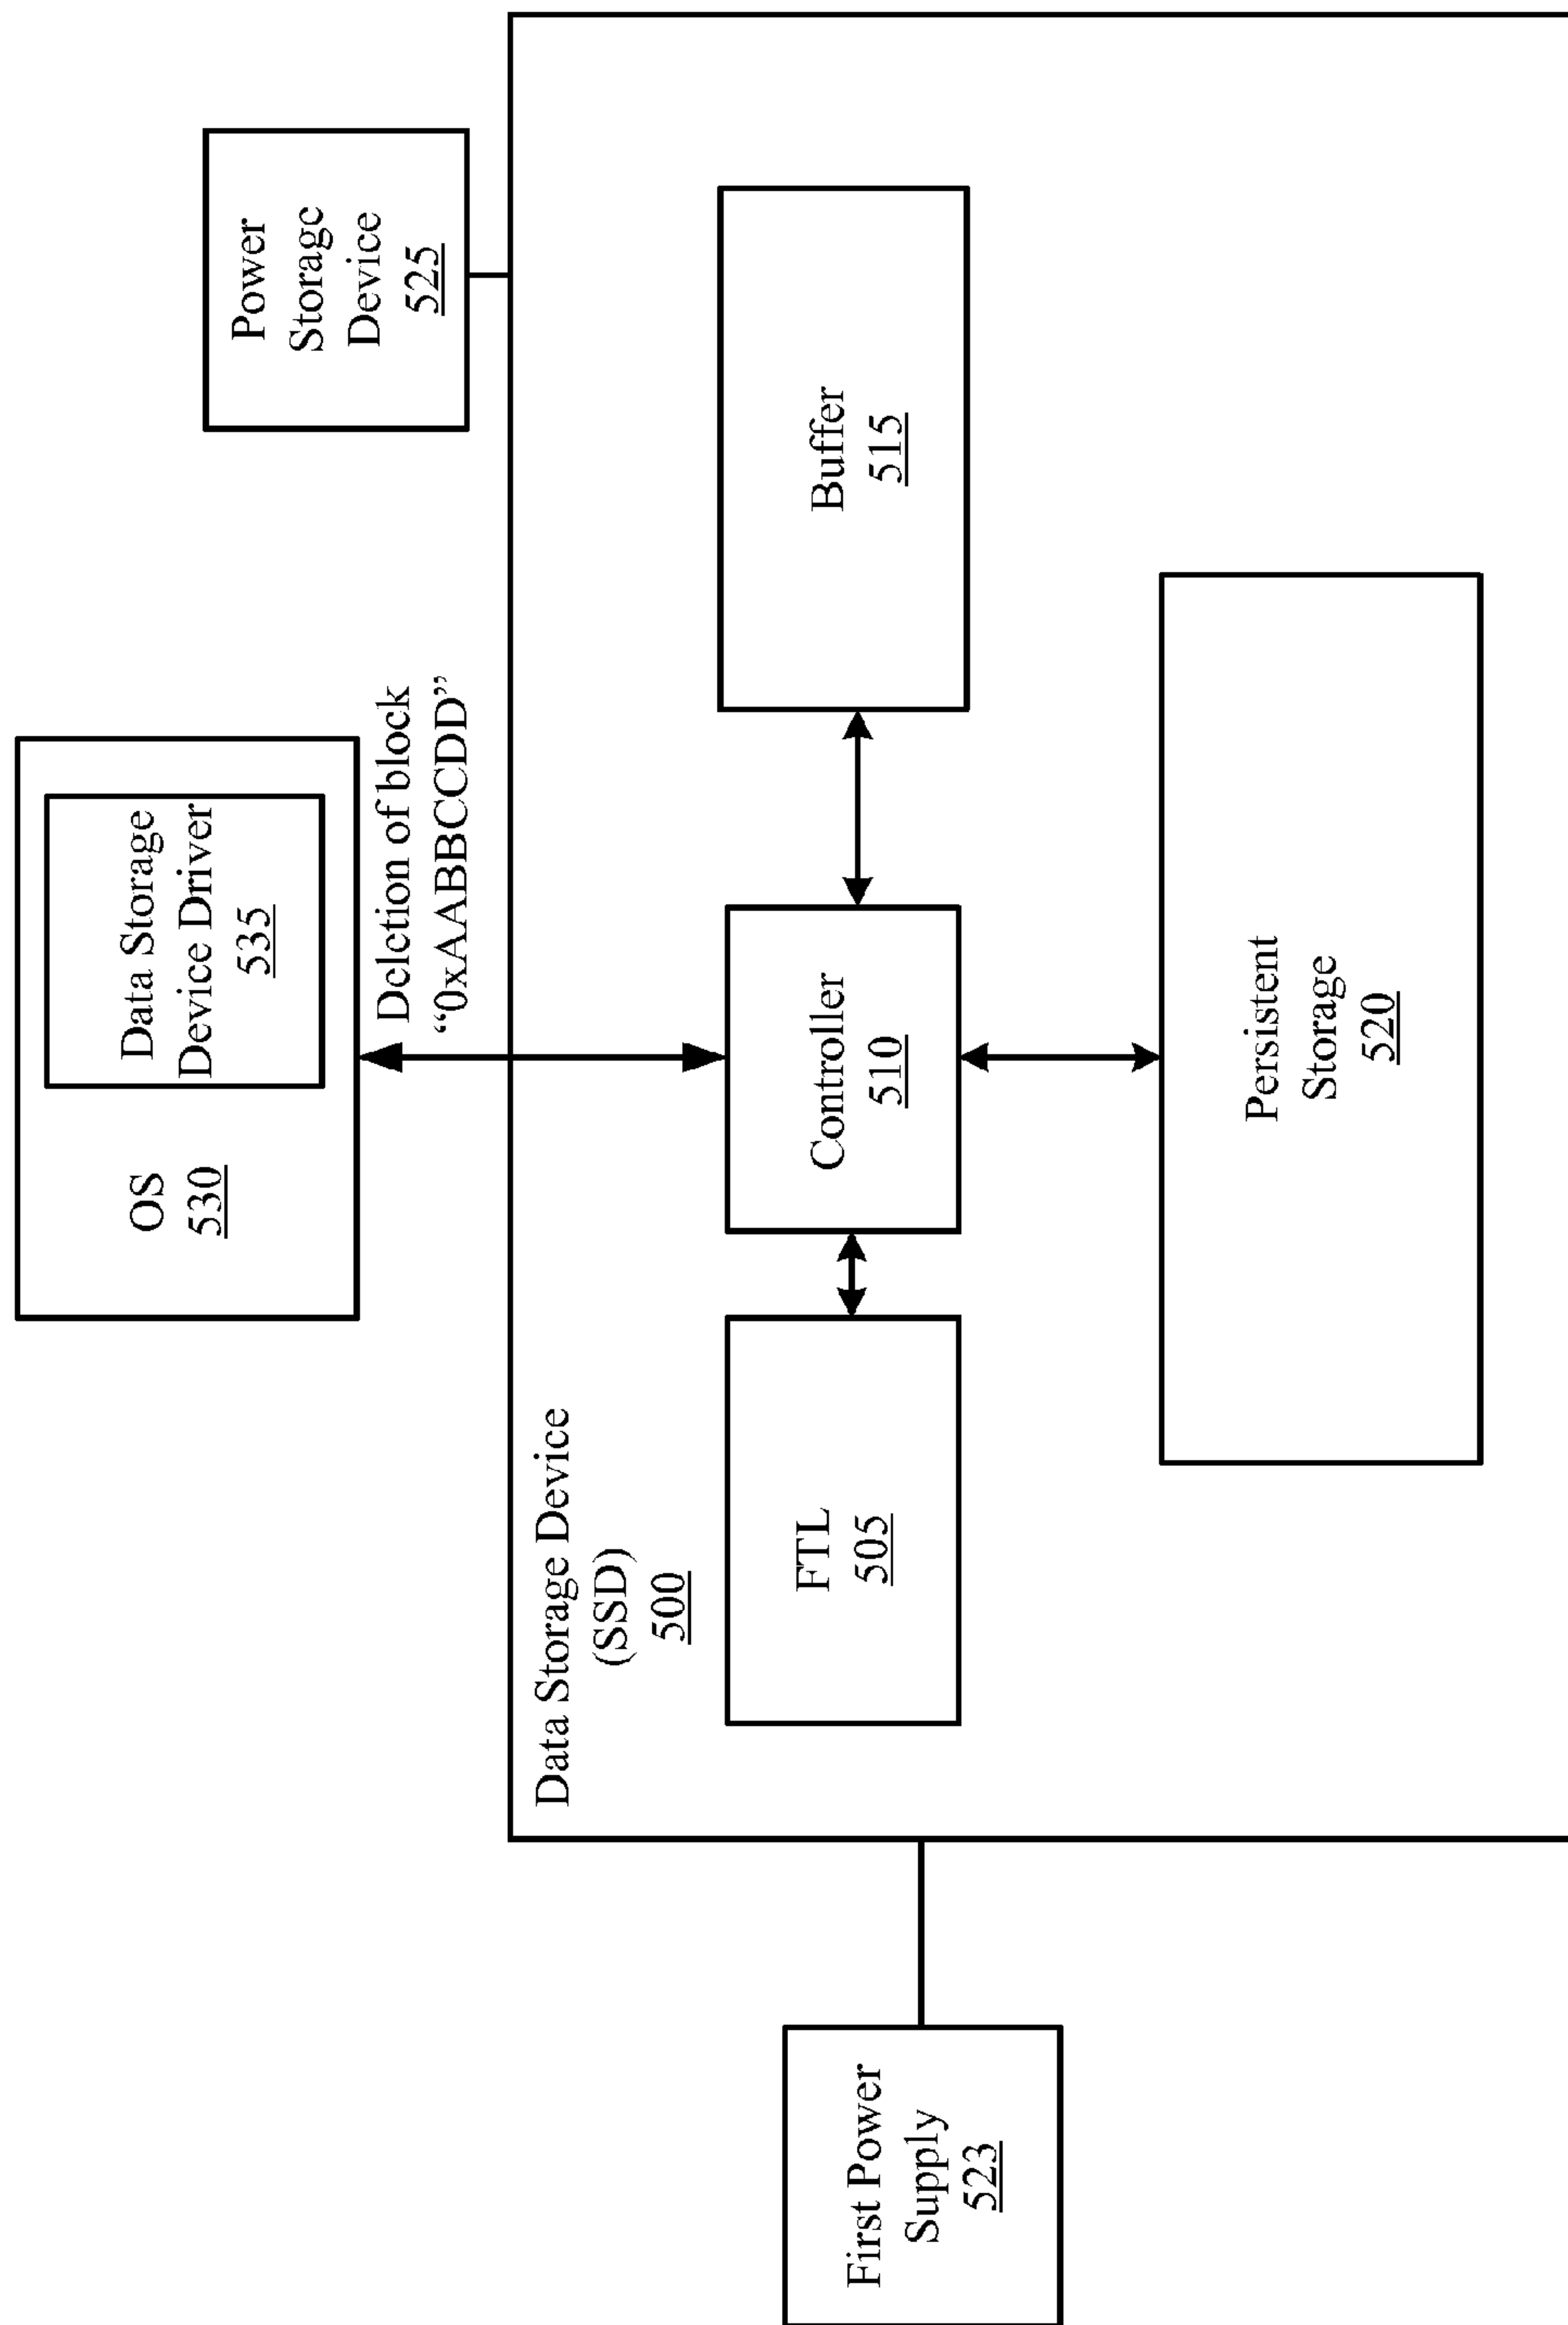 OS
530
Data Storage
Device Driver
535
Deletion of block
“0xAABBCCDD”
Power
Storage
Device
525
Data Storage Device
(SSD)
500
First Power
Supply
523
FTL
505
Controller
510
Buffer
515
Persistent
Storage
520